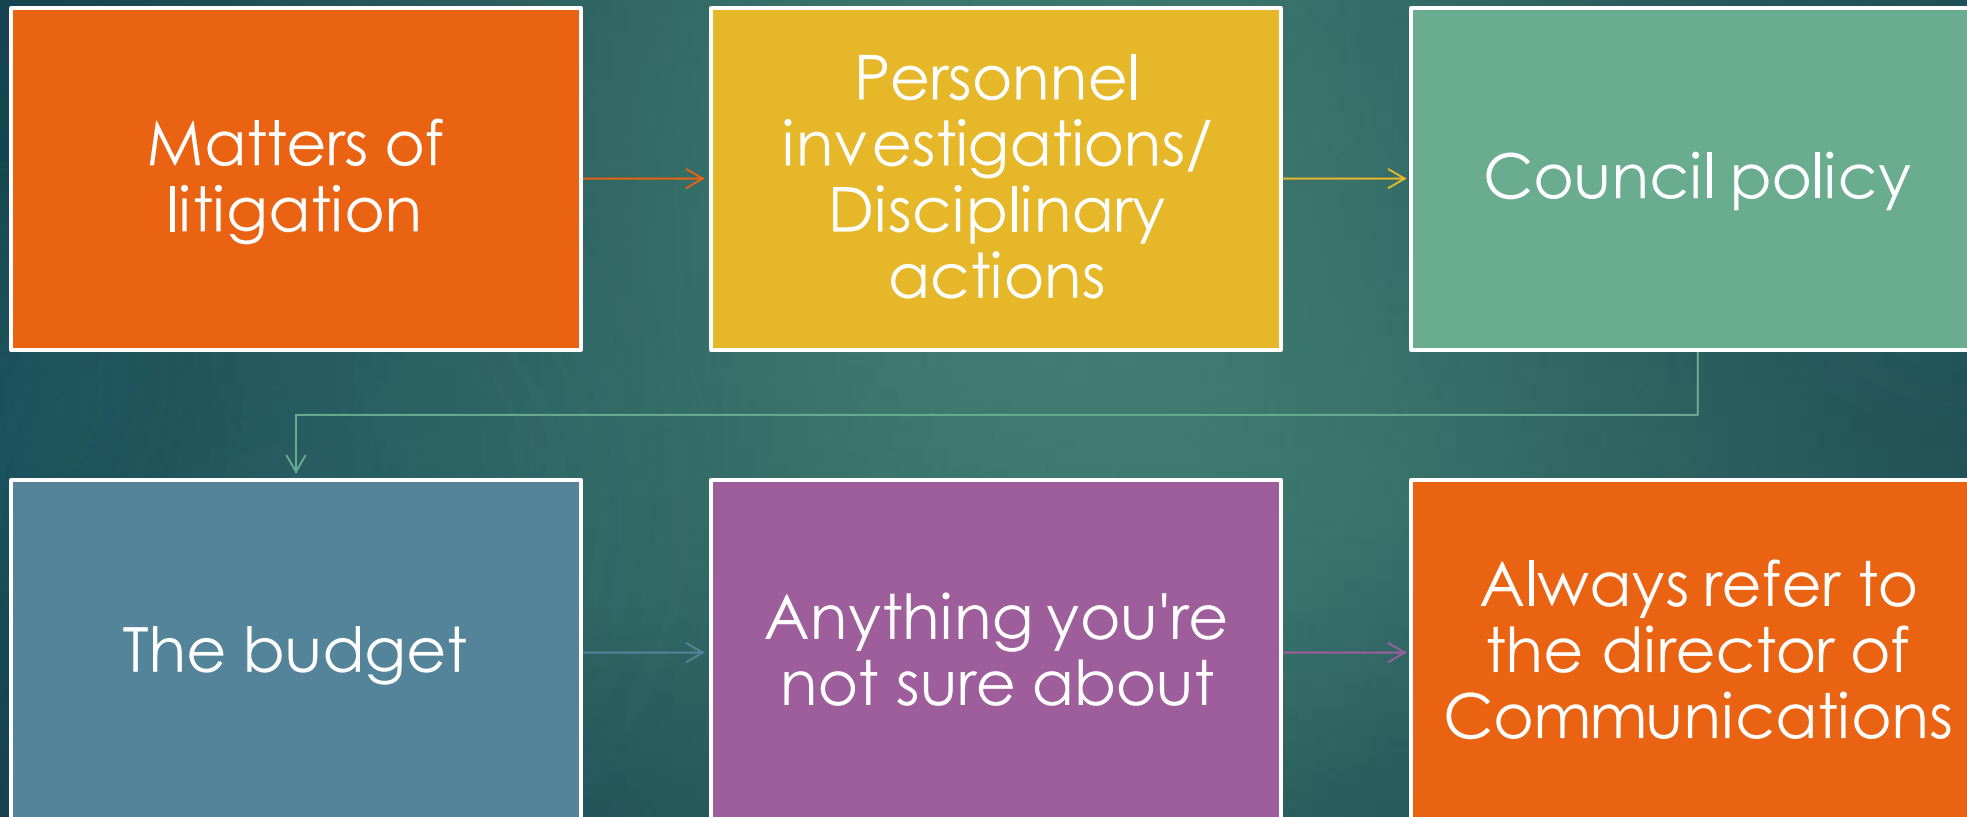 Matters of
litigation
Personnel
investigations/
Disciplinary
actions
Council policy
The budget
Anything you're
not sure about
Always refer to
the director of
Communications